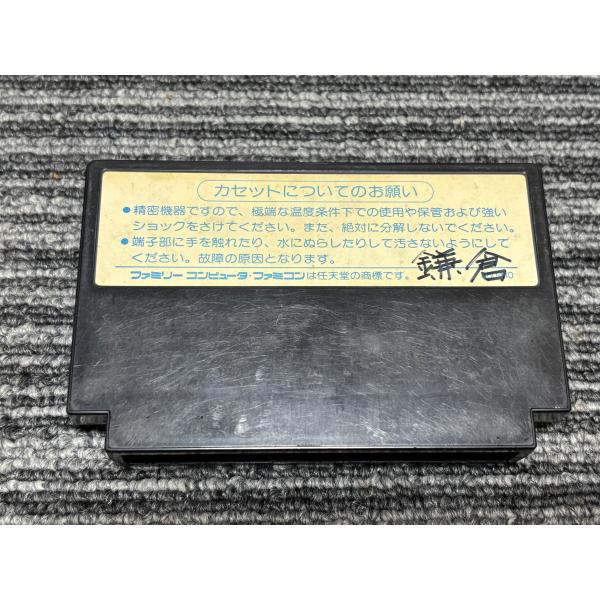 カセットについてのお願い
●精密機器ですので、極端な温度条件下での使用や保管および強い
ショックをさけてください。また、絶対に分解しないでください。
●端子部に手を触れたり、水にぬらしたりして汚さないようにして
ください。故障の原因となります。
ファミリーコンピュータ・ファミコンは任天堂の商標です。
鎌倉